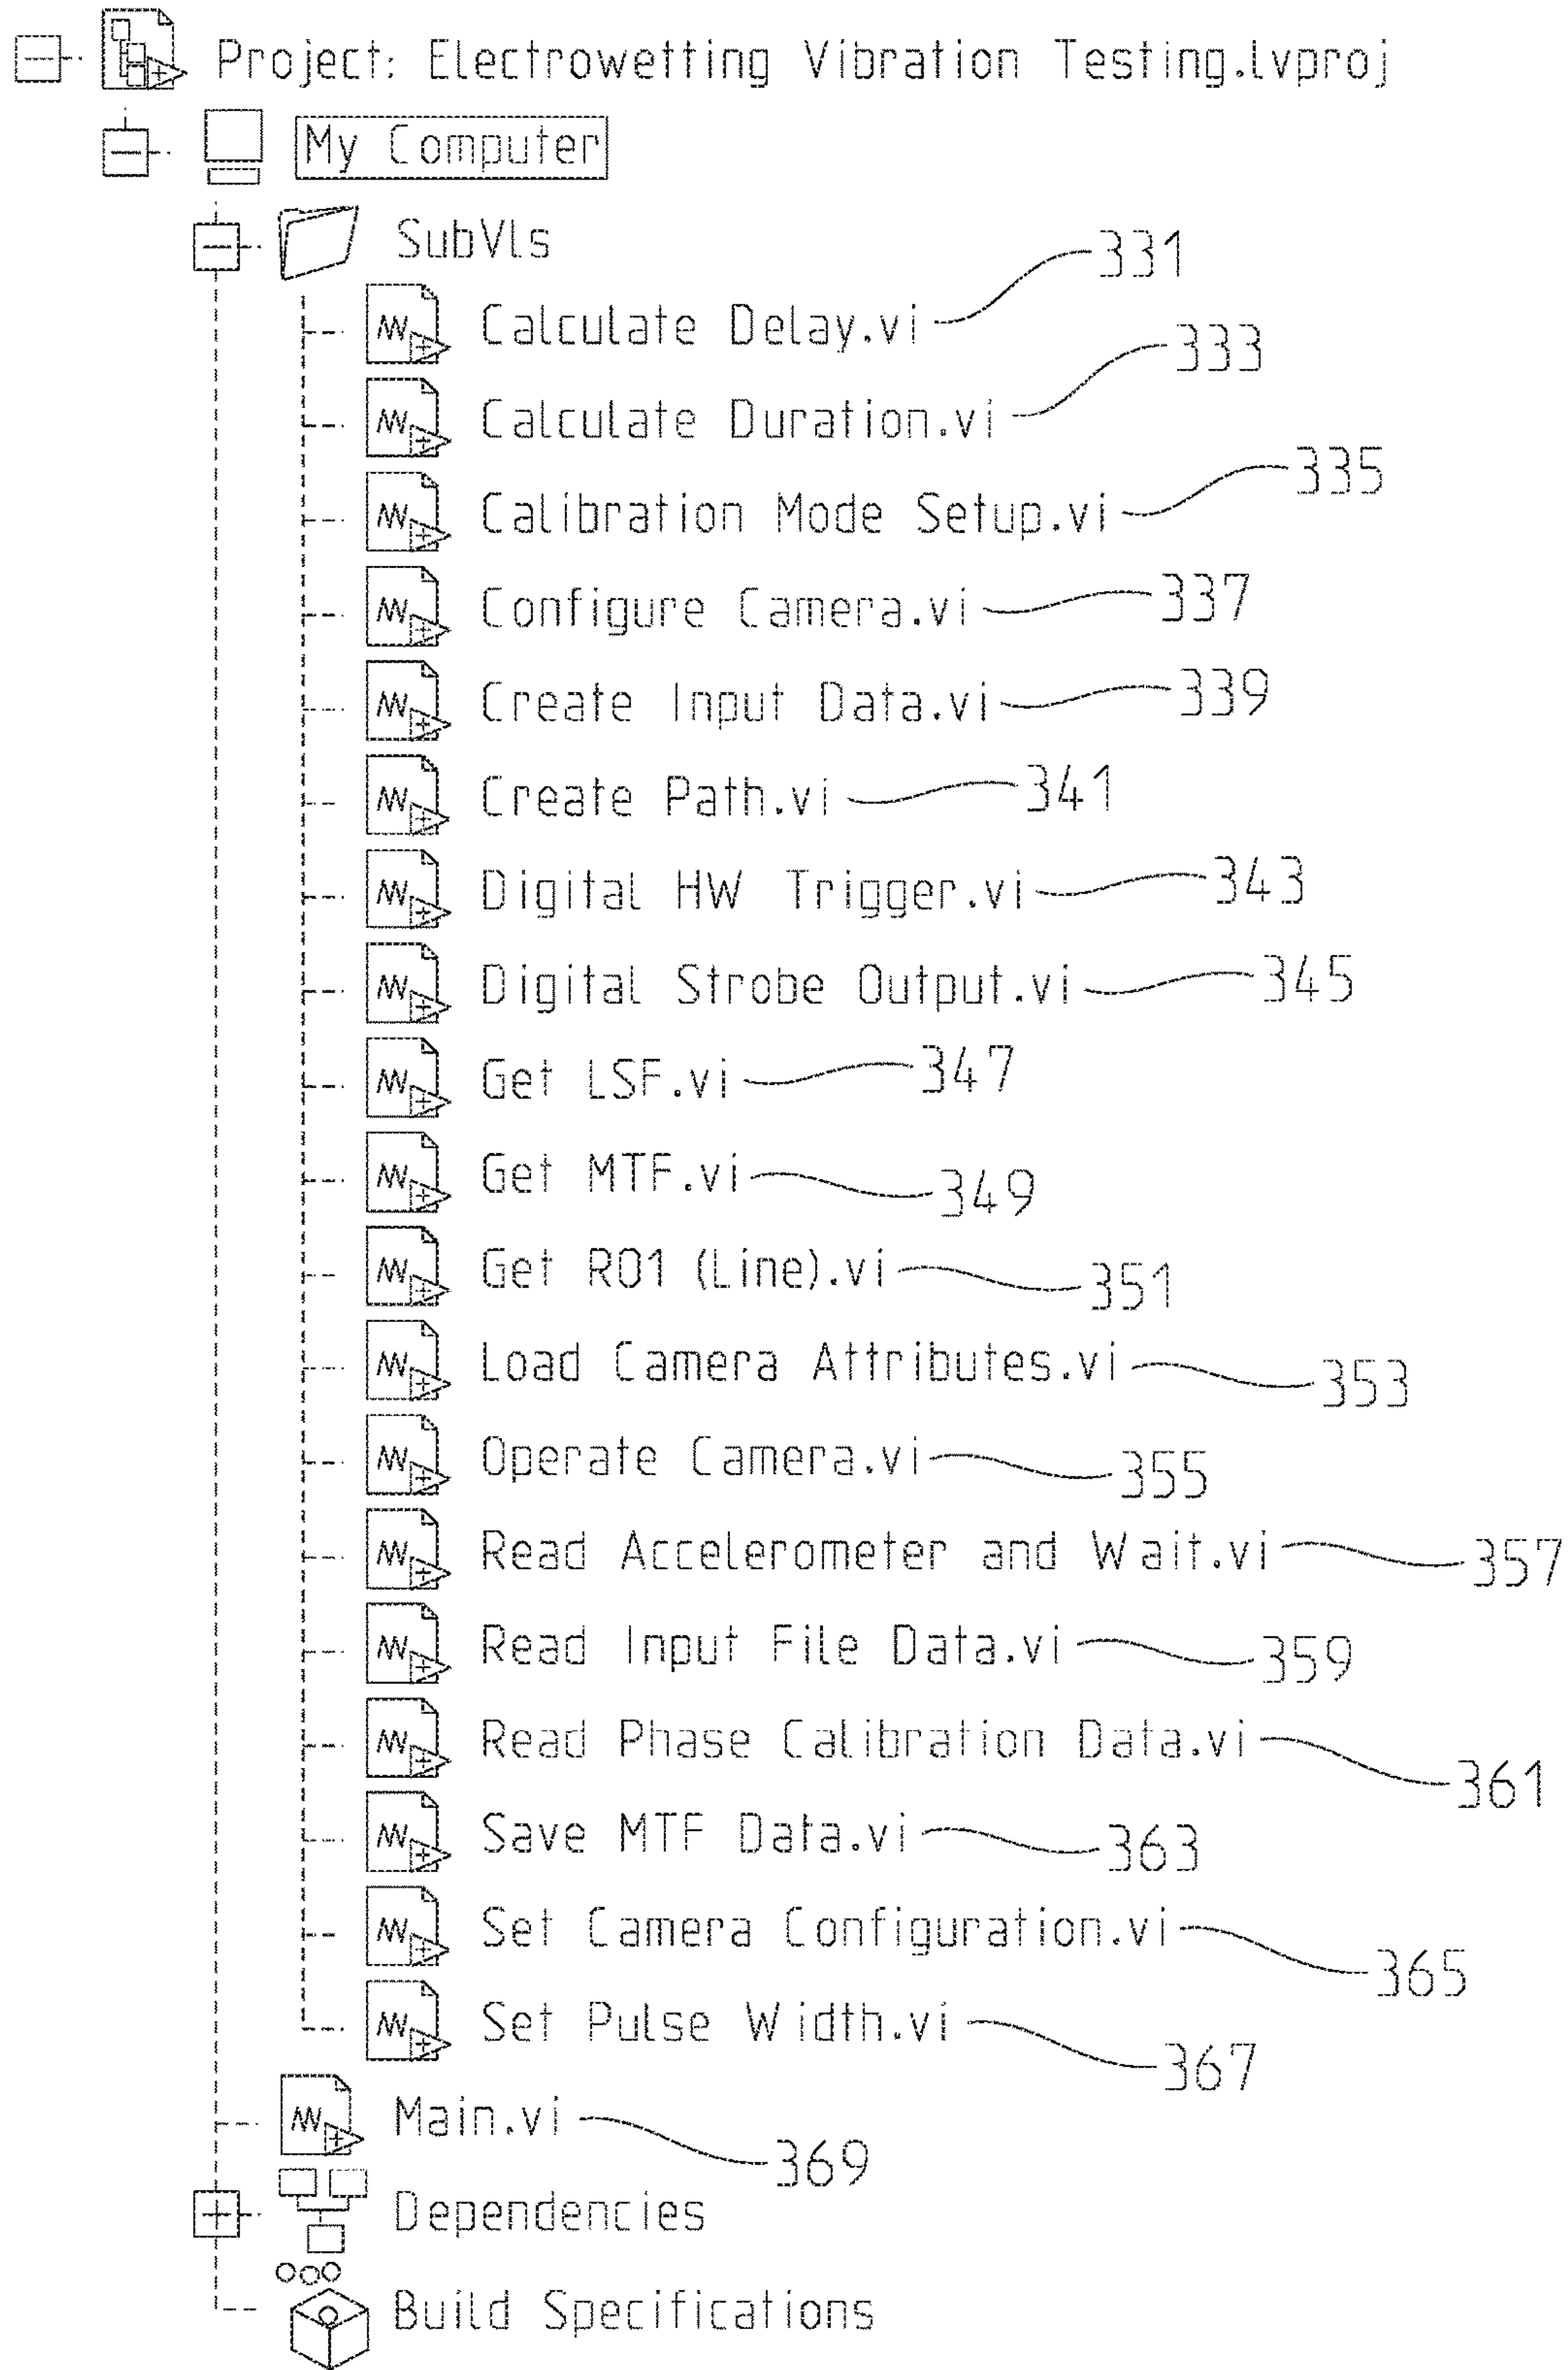 Project: Electrowetting Vibration Testing.lvproj
My Computer
SubVls
Calculate Delay.vi 331
Calculate Duration.vi 333
Calibration Mode Setup.vi 335
Configure Camera.vi 337
Create Input Data.vi 339
Create Path.vi 341
Digital HW Trigger.vi 343
Digital Strobe Output.vi 345
Get LSF.vi 347
Get MTF.vi 349
Get RO1 (Line).vi 351
Load Camera Attributes.vi 353
Operate Camera.vi 355
Read Accelerometer and Wait.vi 357
Read Input File Data.vi 359
Read Phase Calibration Data.vi 361
Save MTF Data.vi 363
Set Camera Configuration.vi 365
Set Pulse Width.vi 367
Main.vi 369
Dependencies
Build Specifications